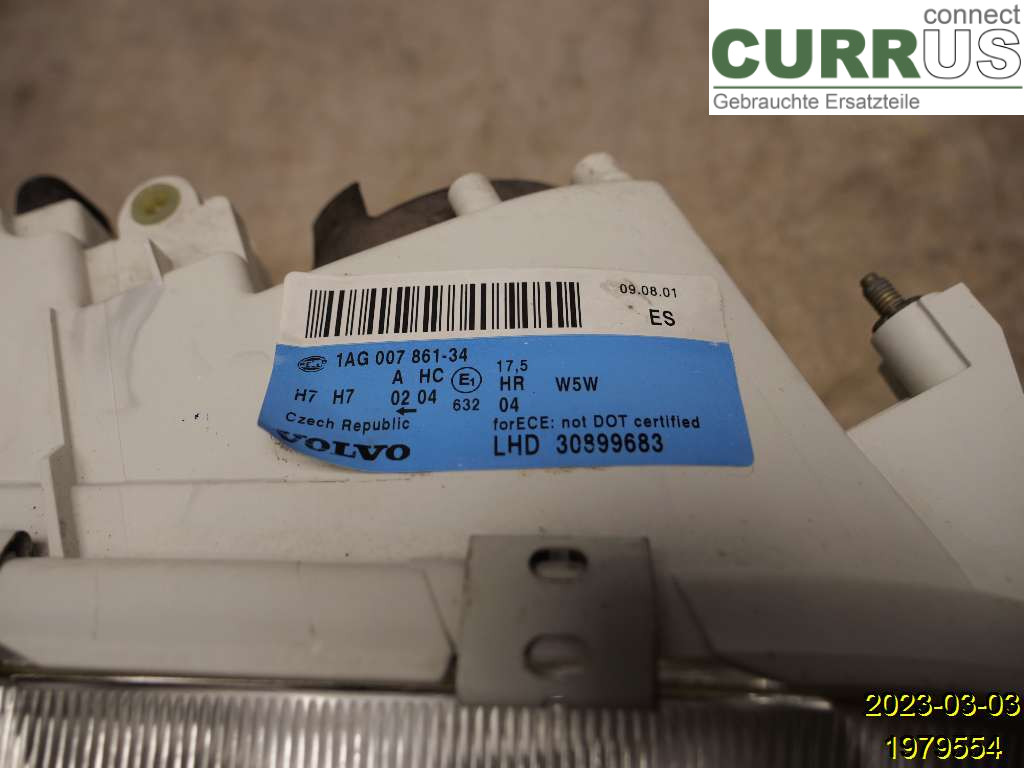 connect
CURRUS
Gebrauchte Ersatzteile
09.08.01
ES
1AG 007 861-34
17,5
A HC E1 HR W5W
H7 H7 02 04 632 04
Czech Republic
forECE: not DOT certified
VOLVO
LHD 30899683
2023-03-03
1979554